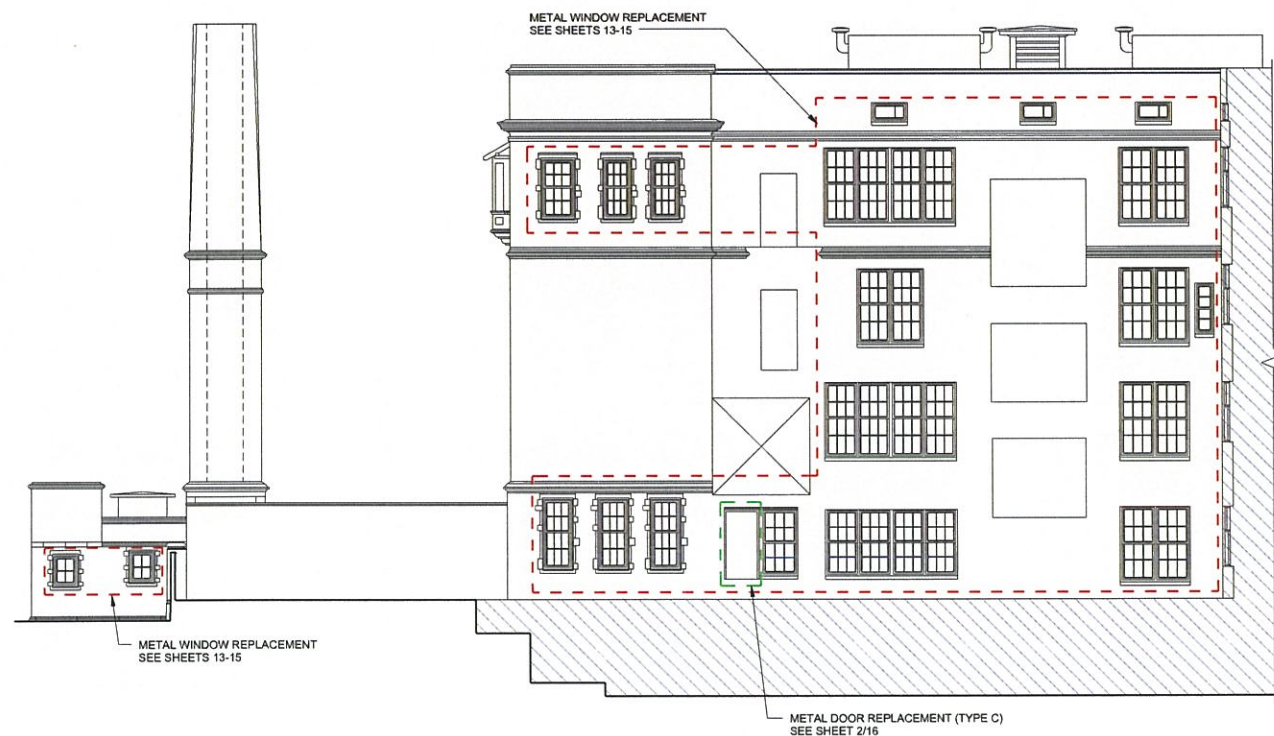 METAL WINDOW REPLACEMENT
SEE SHEETS 13-15
METAL WINDOW REPLACEMENT
SEE SHEETS 13-15
METAL DOOR REPLACEMENT (TYPE C)
SEE SHEET 2/16